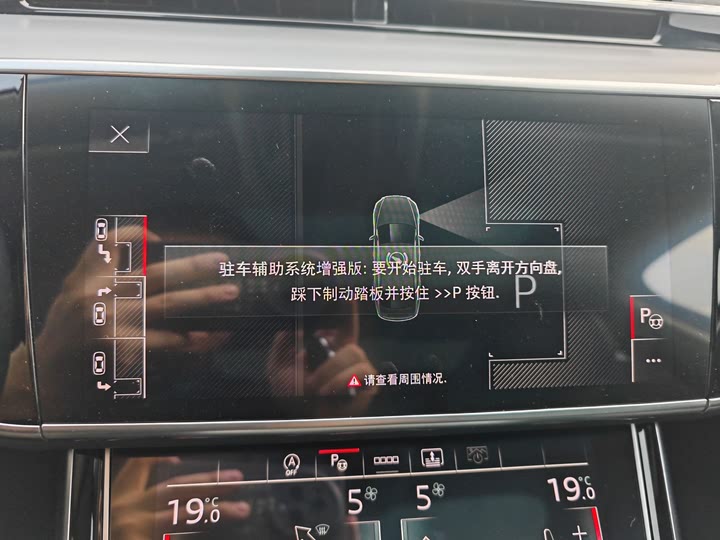 驻车辅助系统增强版: 要开始驻车, 双手离开方向盘,
踩下制动踏板并按住 >>P 按钮.
P
P
请查看周围情况.
A OFF
P
19.0°C
5
5
19.0°C